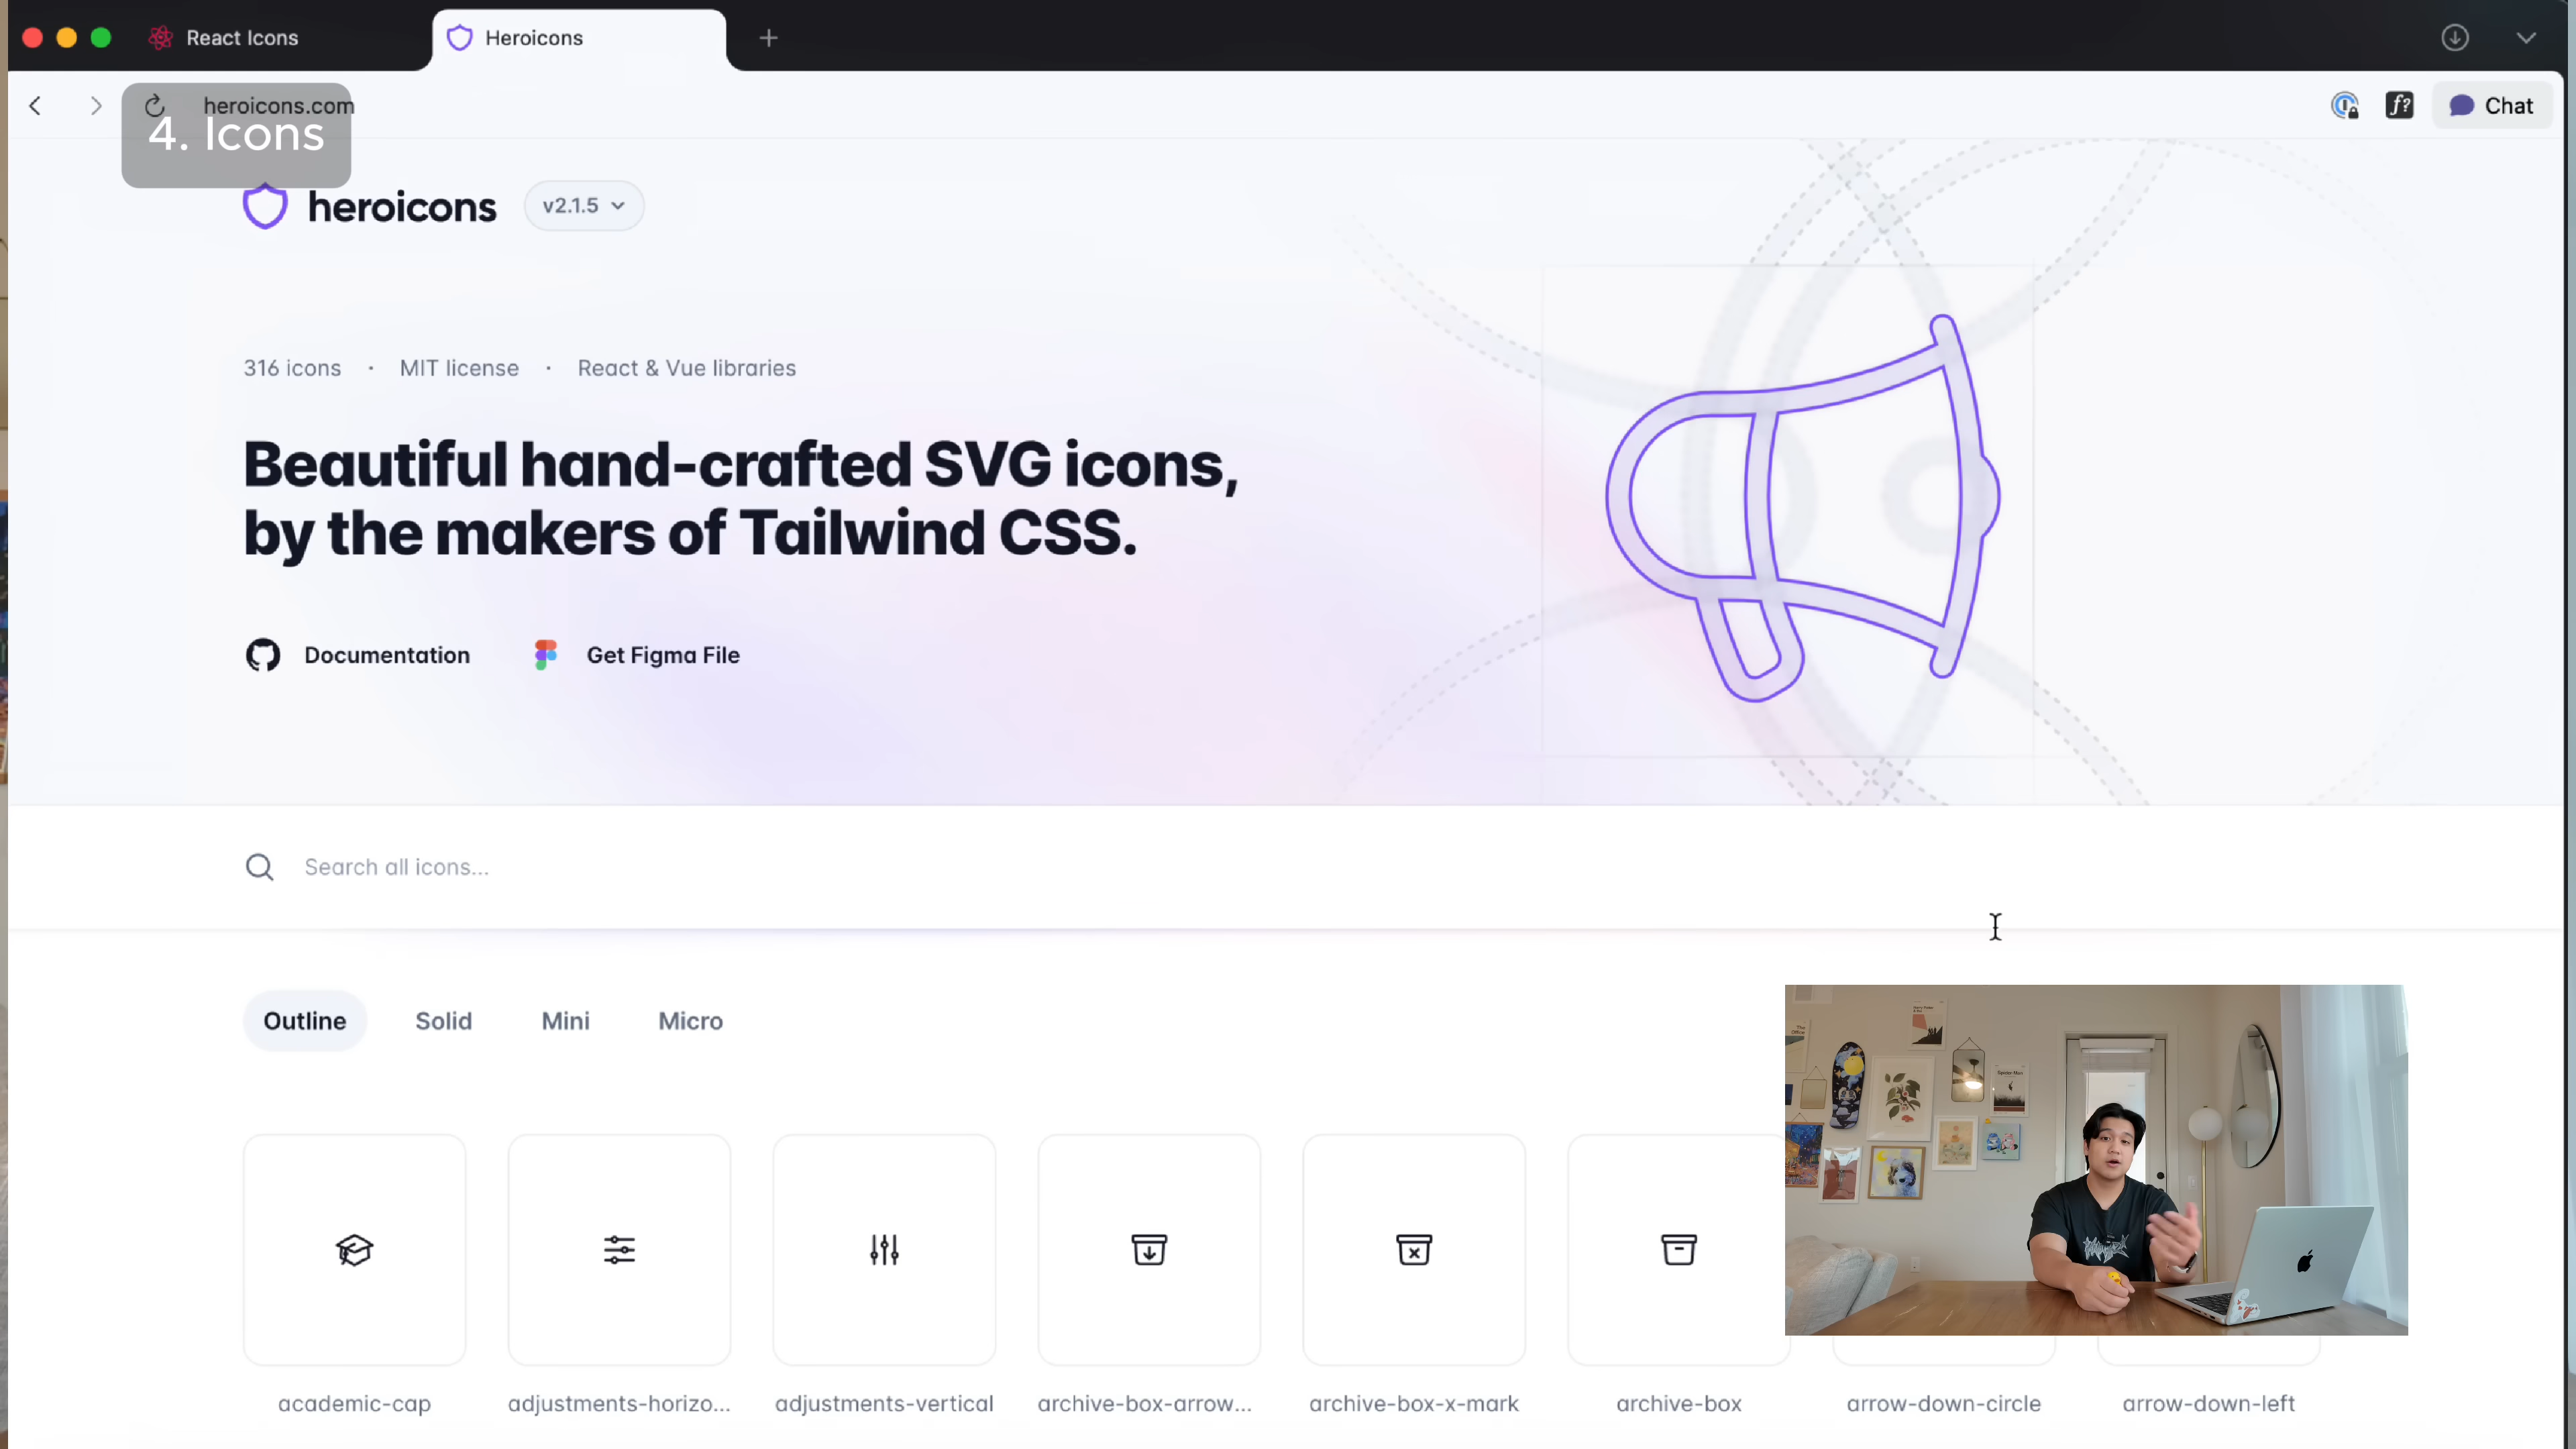 React Icons
Heroicons
heroicons.com
Chat
4. Icons
heroicons
v2.1.5
316 icons · MIT license · React & Vue libraries
Beautiful hand-crafted SVG icons,
by the makers of Tailwind CSS.
Documentation
Get Figma File
Search all icons...
Outline
Solid
Mini
Micro
academic-cap
adjustments-horizo...
adjustments-vertical
archive-box-arrow...
archive-box-x-mark
archive-box
arrow-down-circle
arrow-down-left